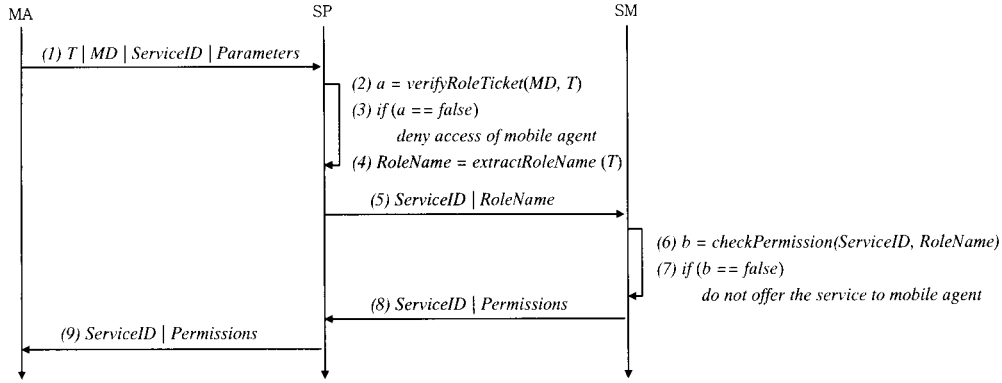 MA SP SM
(1) T | MD | ServiceID | Parameters
(2) a = verifyRoleTicket(MD, T)
(3) if (a == false)
deny access of mobile agent
(4) RoleName = extractRoleName (T)
(5) ServiceID | RoleName
(6) b = checkPermission(ServiceID, RoleName)
(7) if (b == false)
do not offer the service to mobile agent
(8) ServiceID | Permissions
(9) ServiceID | Permissions